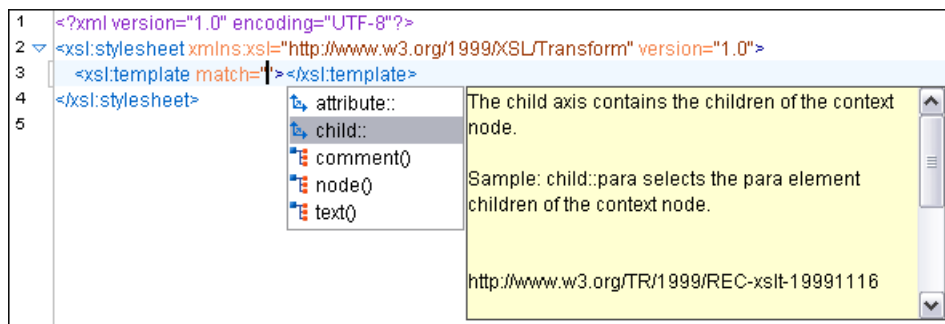 1 <?xml version="1.0" encoding="UTF-8"?>
2 <xsl:stylesheet xmlns:xsl="http://www.w3.org/1999/XSL/Transform" version="1.0">
3 <xsl:template match=""></xsl:template>
4 </xsl:stylesheet>
5
attribute::
child::
comment()
node()
text()
The child axis contains the children of the context
node.
Sample: child::para selects the para element
children of the context node.
http://www.w3.org/TR/1999/REC-xslt-19991116